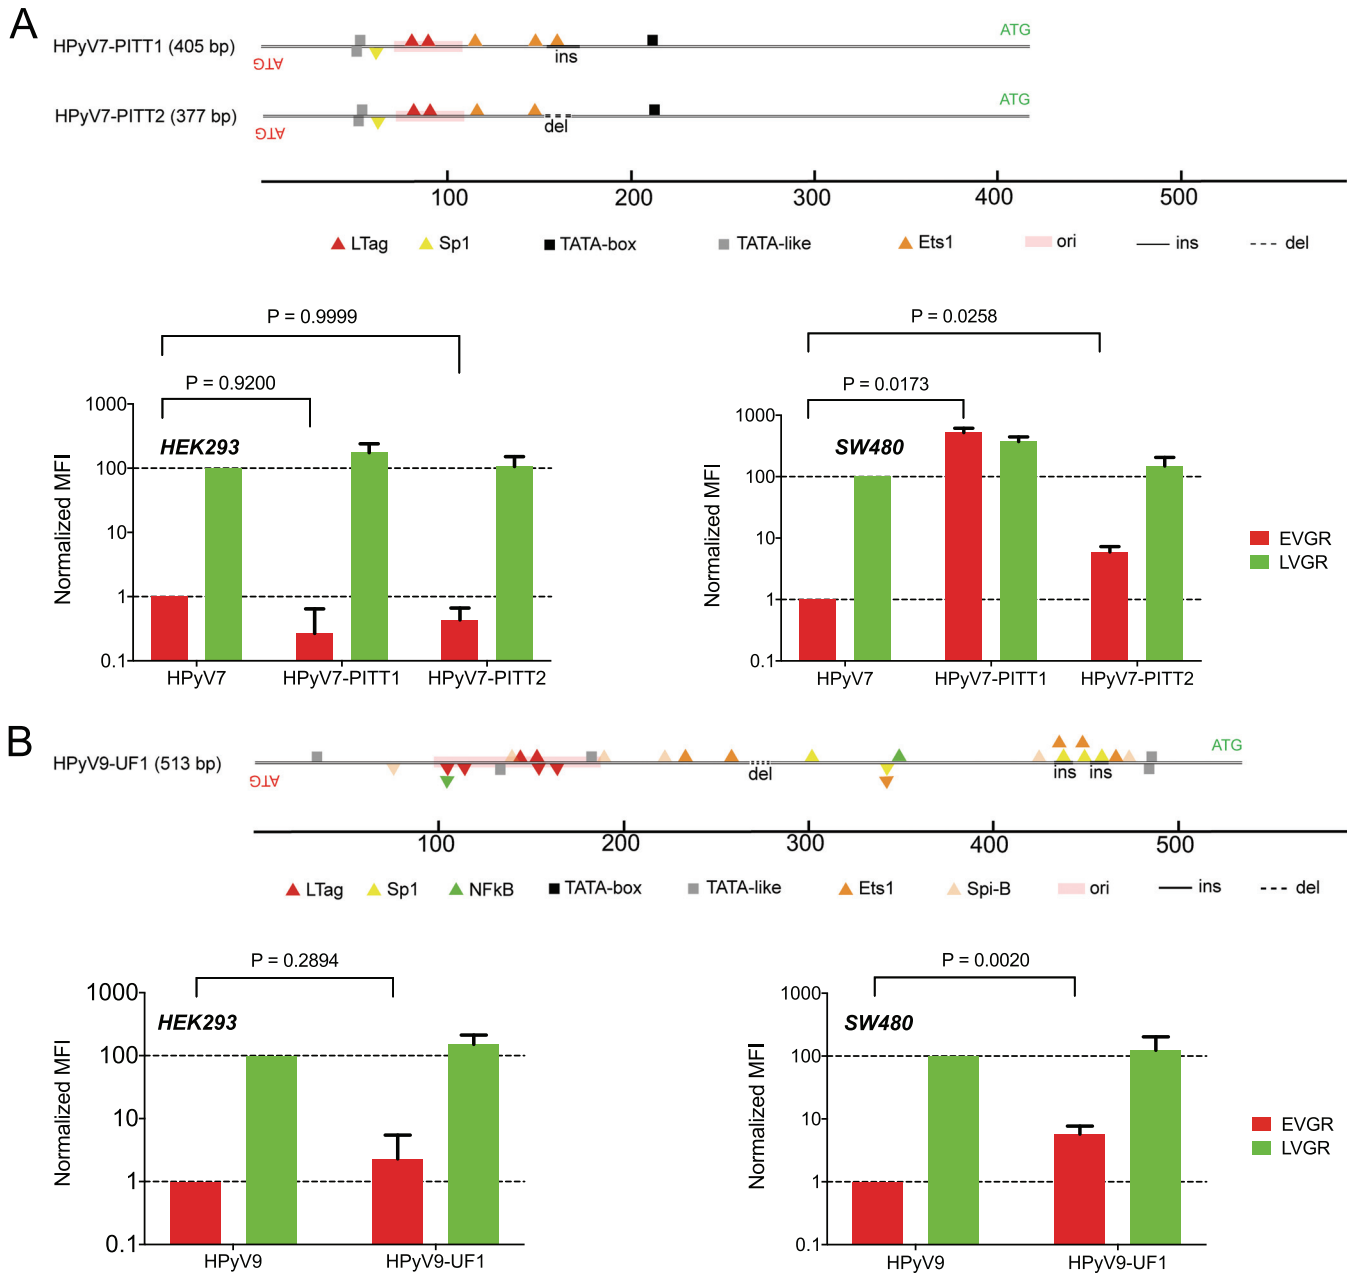 A
HPyV7-PITT1 (405 bp)
ATG
ATG
ins
HPyV7-PITT2 (377 bp)
ATG
ATG
del
100 200 300 400 500
LTag Sp1 TATA-box TATA-like Ets1 ori ins del
P = 0.9999
P = 0.9200
HEK293
Normalized MFI
1000
100
10
1
0.1
HPyV7 HPyV7-PITT1 HPyV7-PITT2
P = 0.0258
P = 0.0173
SW480
Normalized MFI
1000
100
10
1
0.1
HPyV7 HPyV7-PITT1 HPyV7-PITT2
EVGR
LVGR
B
HPyV9-UF1 (513 bp)
ATG
ATG
del
ins ins
100 200 300 400 500
LTag Sp1 NFkB TATA-box TATA-like Ets1 Spi-B ori ins del
P = 0.2894
HEK293
Normalized MFI
1000
100
10
1
0.1
HPyV9 HPyV9-UF1
P = 0.0020
SW480
Normalized MFI
1000
100
10
1
0.1
HPyV9 HPyV9-UF1
EVGR
LVGR